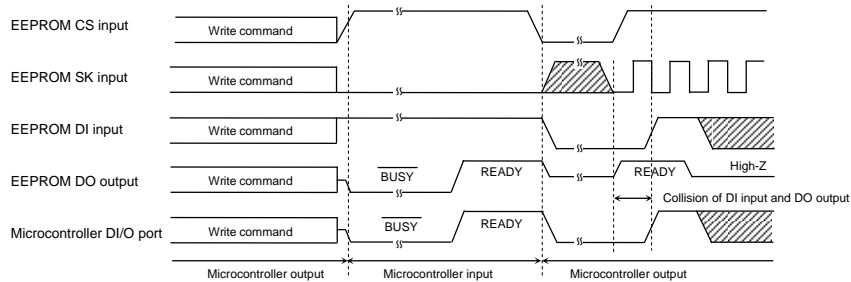 EEPROM CS input
Write command
EEPROM SK input
Write command
EEPROM DI input
Write command
EEPROM DO output
Write command
BUSY
READY
READY
High-Z
Collision of DI input and DO output
Microcontroller DI/O port
Write command
BUSY
READY
Microcontroller output
Microcontroller input
Microcontroller output